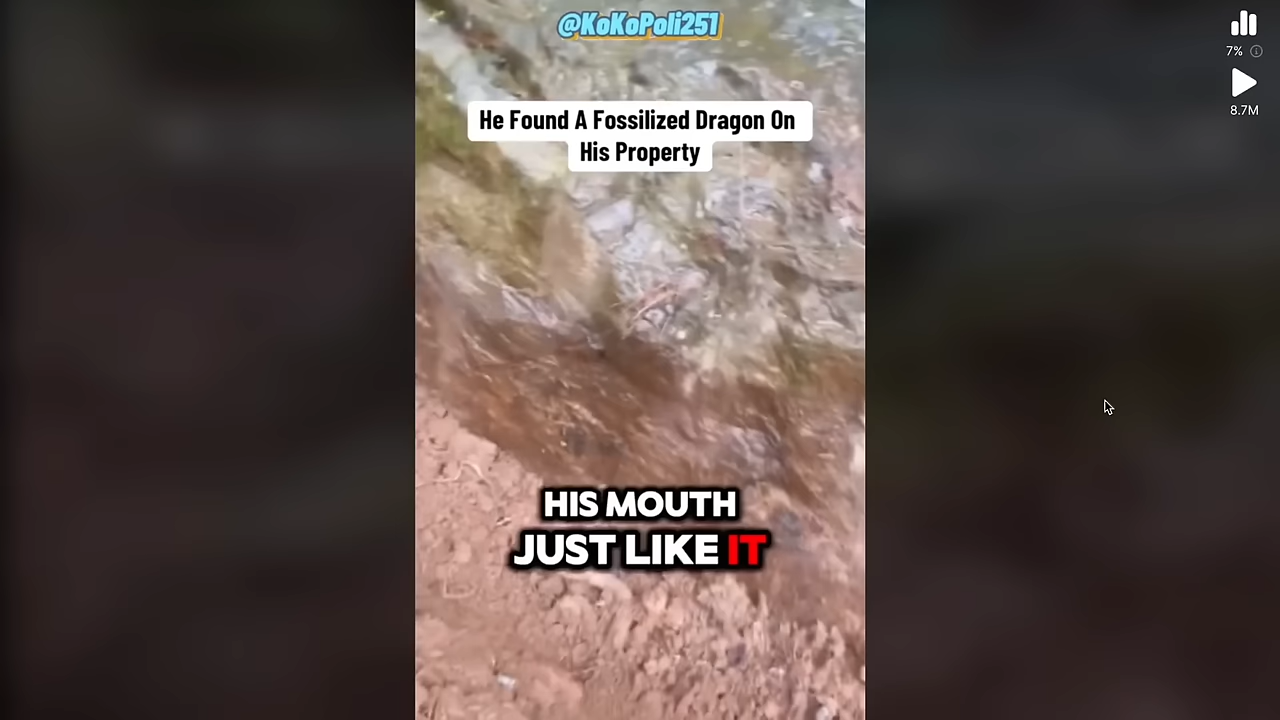 @KoKoPoli251
7%
8.7M
He Found A Fossilized Dragon On
His Property
HIS MOUTH
JUST LIKE IT